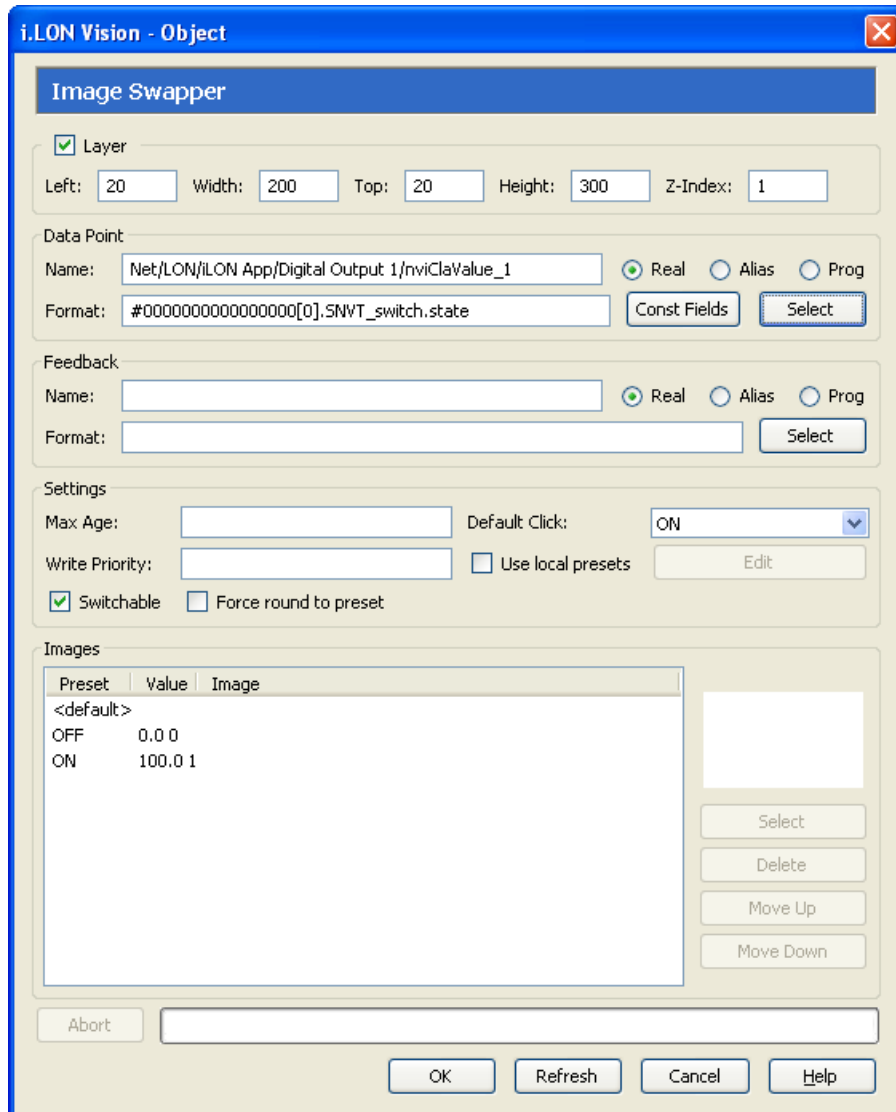 i.LON Vision - Object
Image Swapper
Layer
Left: 20 Width: 200 Top: 20 Height: 300 Z-Index: 1
Data Point
Name: Net/LON/iLON App/Digital Output 1/nviClaValue_1 Real Alias Prog
Format: #0000000000000000[0].SNVT_switch.state Const Fields Select
Feedback
Name: Real Alias Prog
Format: Select
Settings
Max Age: Default Click: ON
Write Priority: Use local presets Edit
Switchable Force round to preset
Images
Preset Value Image
<default>
OFF 0.0 0
ON 100.0 1
Select
Delete
Move Up
Move Down
Abort
OK Refresh Cancel Help